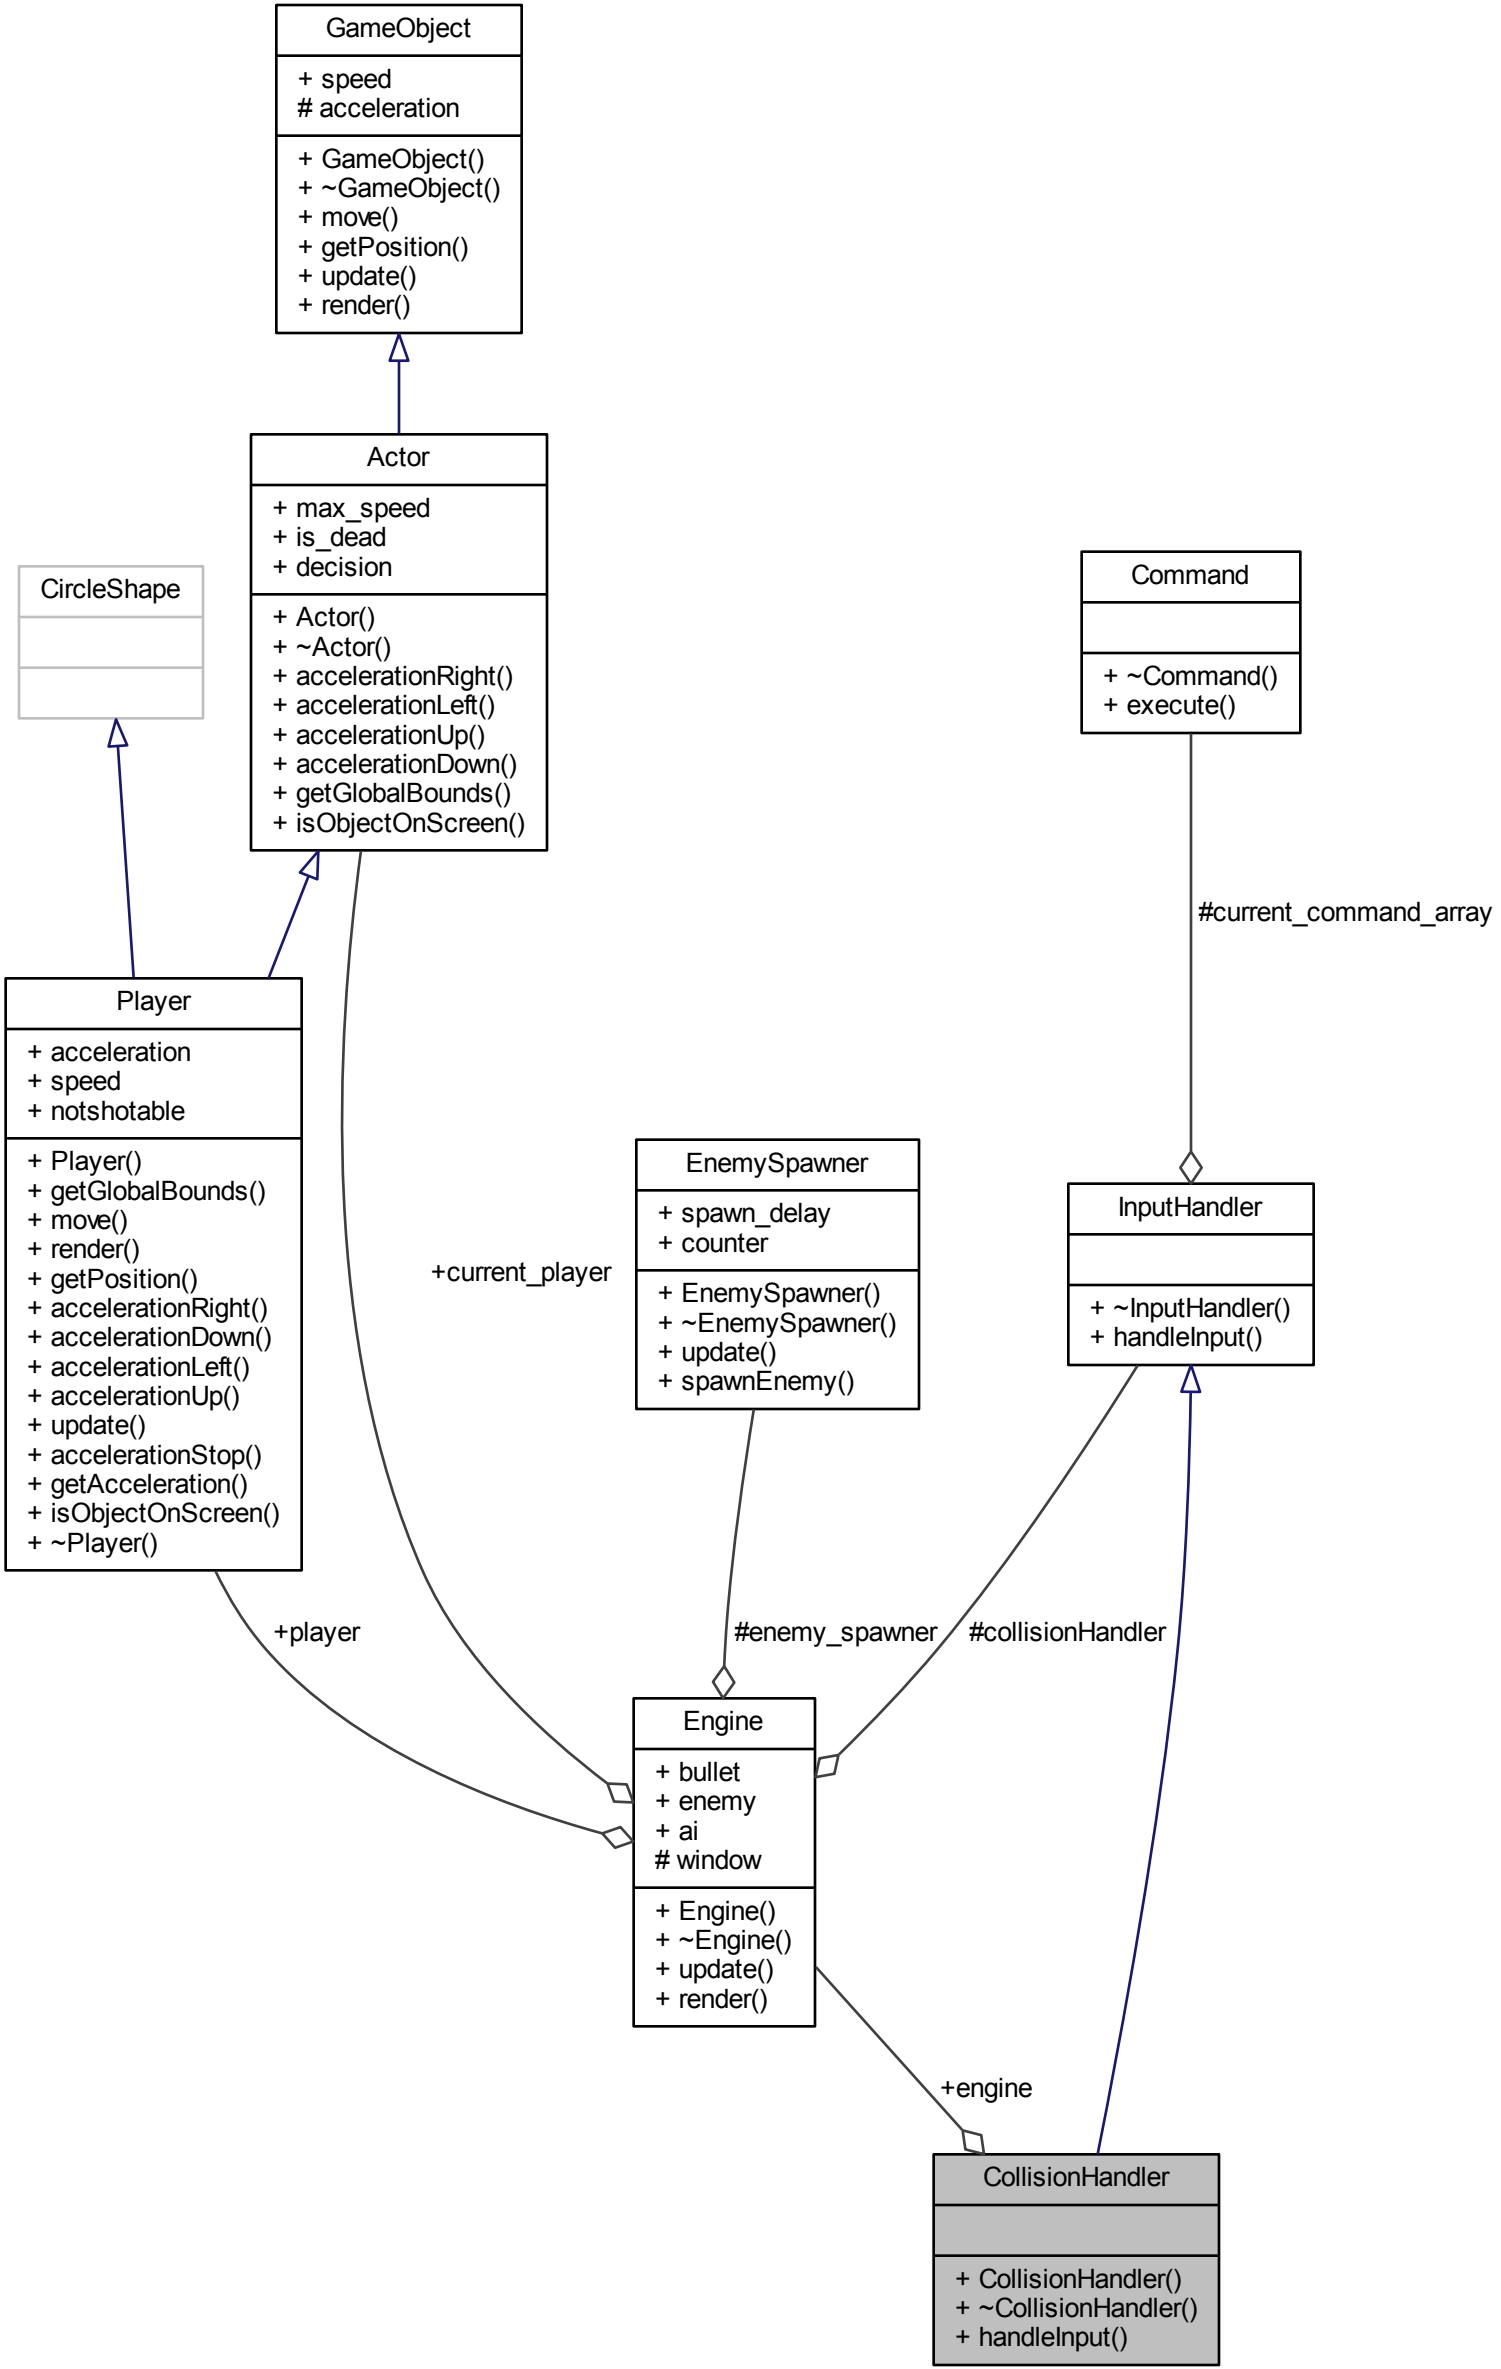 GameObject
+ speed
# acceleration
+ GameObject()
+ ~GameObject()
+ move()
+ getPosition()
+ update()
+ render()
Actor
+ max_speed
+ is_dead
+ decision
+ Actor()
+ ~Actor()
+ accelerationRight()
+ accelerationLeft()
+ accelerationUp()
+ accelerationDown()
+ getGlobalBounds()
+ isObjectOnScreen()
CircleShape
Command
+ ~Command()
+ execute()
#current_command_array
Player
+ acceleration
+ speed
+ notshotable
+ Player()
+ getGlobalBounds()
+ move()
+ render()
+ getPosition()
+ accelerationRight()
+ accelerationDown()
+ accelerationLeft()
+ accelerationUp()
+ update()
+ accelerationStop()
+ getAcceleration()
+ isObjectOnScreen()
+ ~Player()
+current_player
EnemySpawner
+ spawn_delay
+ counter
+ EnemySpawner()
+ ~EnemySpawner()
+ update()
+ spawnEnemy()
InputHandler
+ ~InputHandler()
+ handleInput()
+player
#enemy_spawner
#collisionHandler
Engine
+ bullet
+ enemy
+ ai
# window
+ Engine()
+ ~Engine()
+ update()
+ render()
+engine
CollisionHandler
+ CollisionHandler()
+ ~CollisionHandler()
+ handleInput()